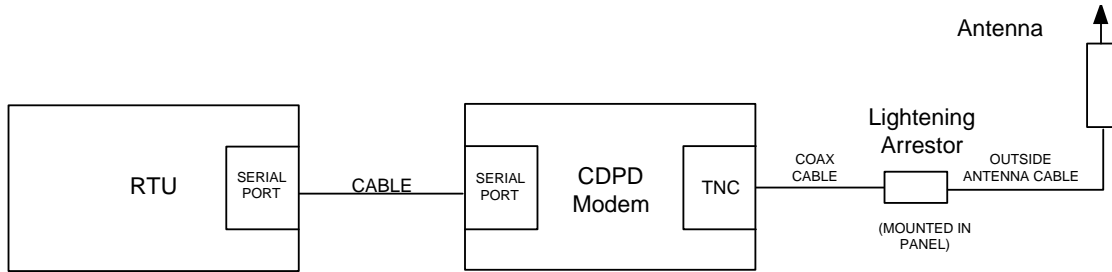 Antenna
Lightening
Arrestor
RTU
SERIAL
PORT
CABLE
SERIAL
PORT
CDPD
Modem
TNC
COAX
CABLE
OUTSIDE
ANTENNA CABLE
(MOUNTED IN
PANEL)